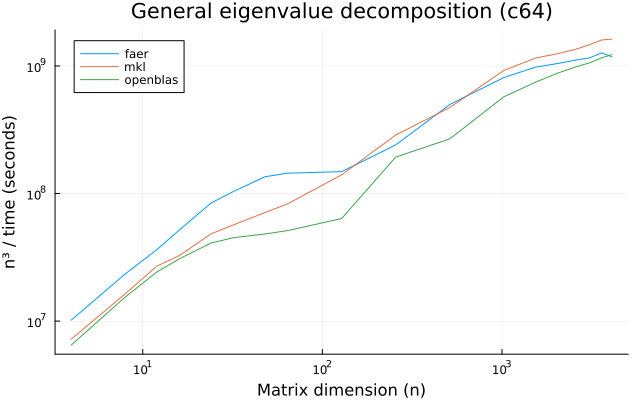 General eigenvalue decomposition (c64)
faer
mkl
openblas
10⁹
10⁸
10⁷
n³ / time (seconds)
10¹
10²
10³
Matrix dimension (n)